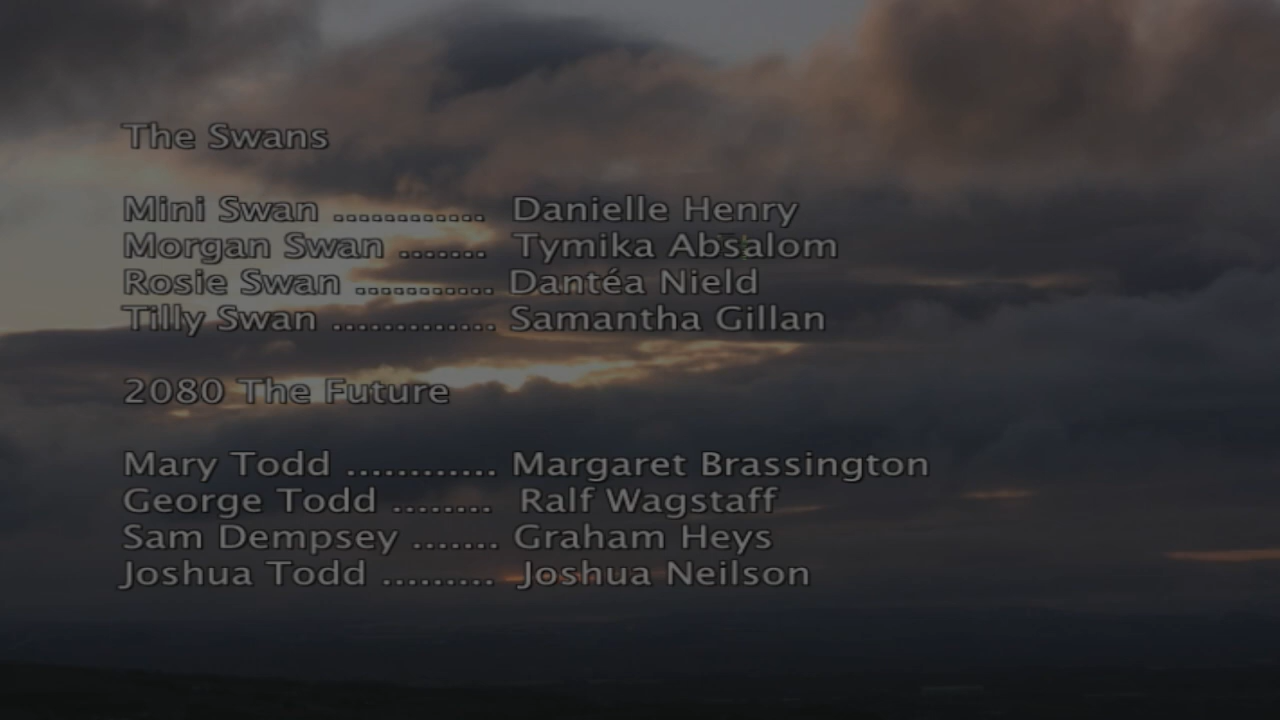 The Swans
Mini Swan ............ Danielle Henry
Morgan Swan ....... Tymika Absalom
Rosie Swan ........... Dantéa Nield
Tilly Swan ............. Samantha Gillan
2080 The Future
Mary Todd ............ Margaret Brassington
George Todd ........ Ralf Wagstaff
Sam Dempsey ....... Graham Heys
Joshua Todd ......... Joshua Neilson